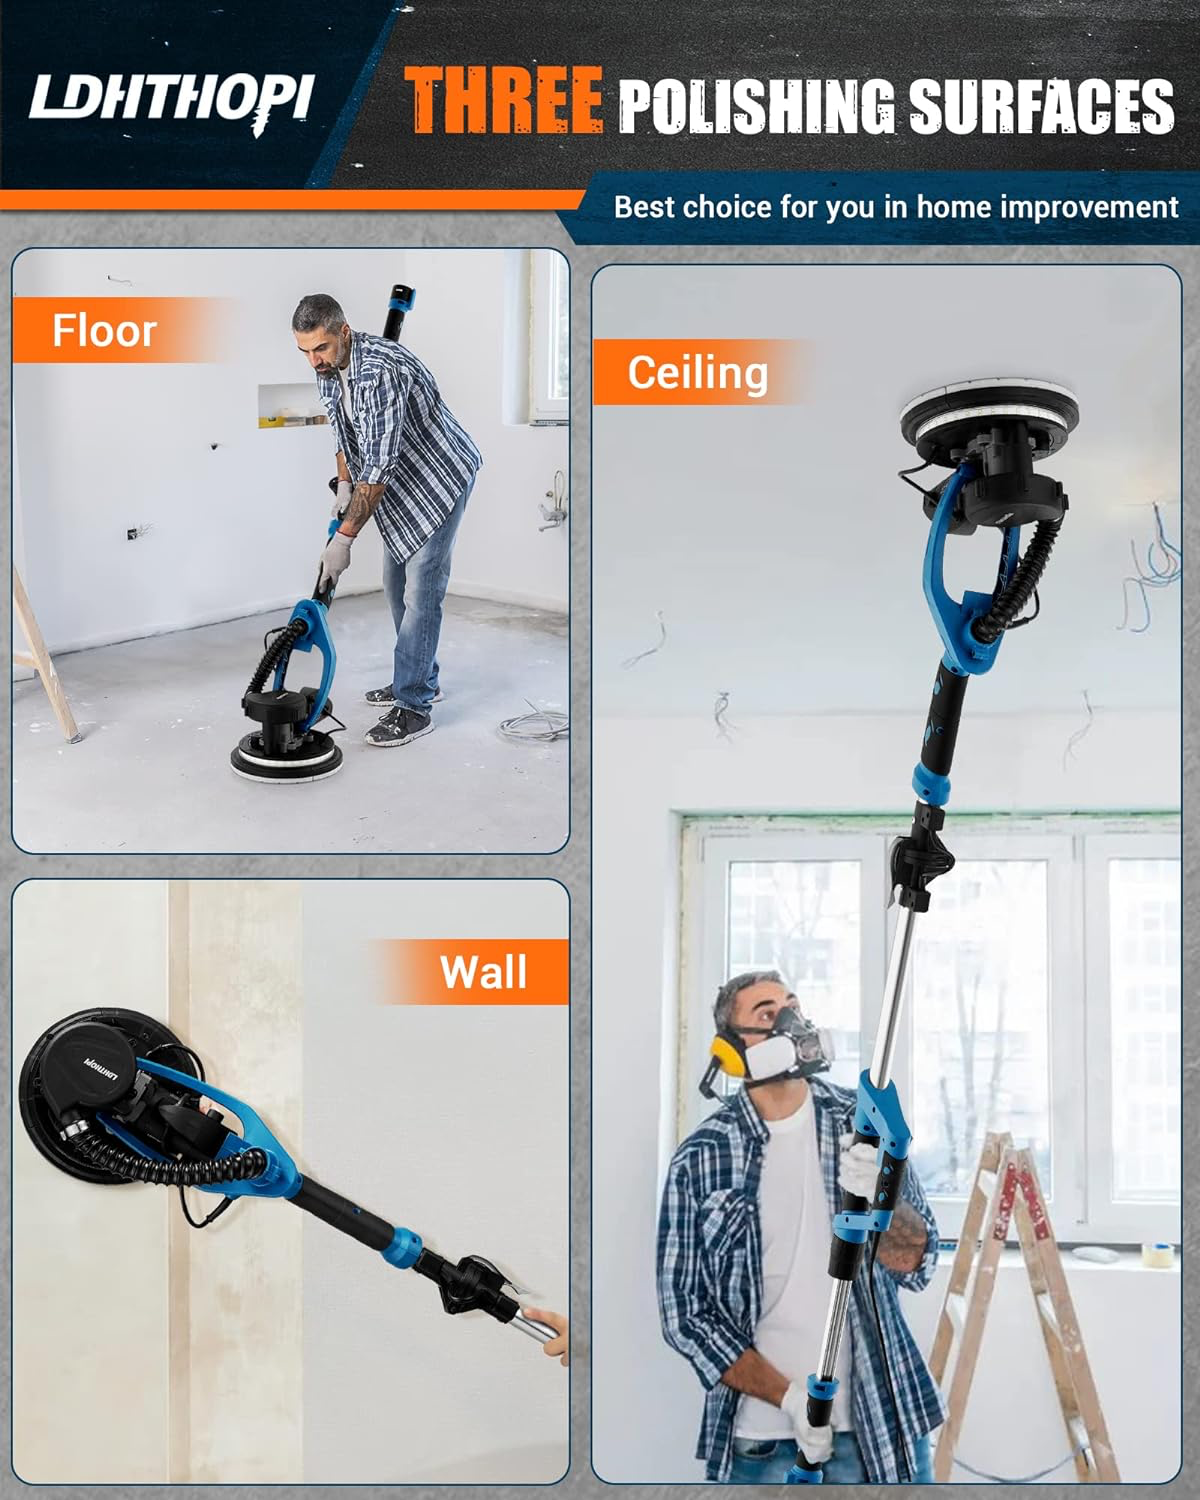 LDHTHOPI
THREE POLISHING SURFACES
Best choice for you in home improvement
Floor
Ceiling
Wall
LDHTHOPI